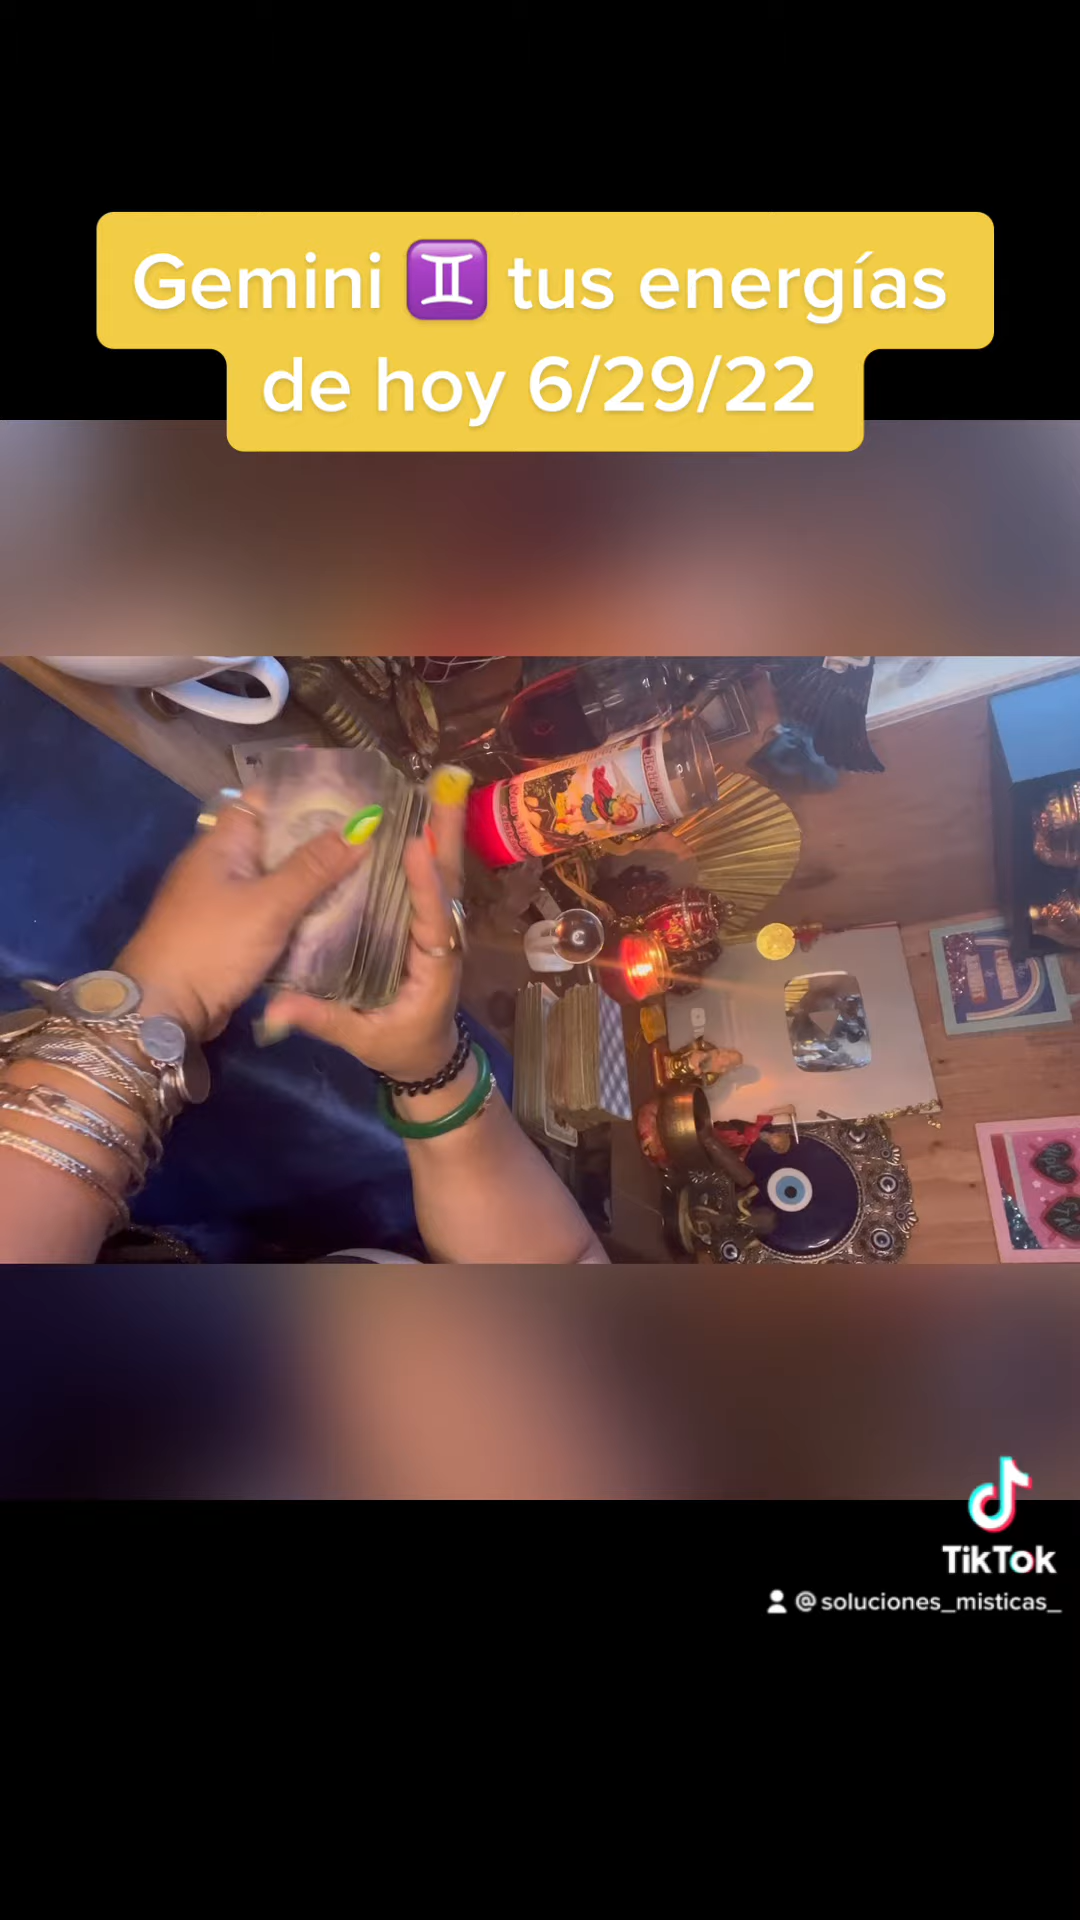 Gemini ♊ tus energías
de hoy 6/29/22
TikTok
@soluciones_misticas_